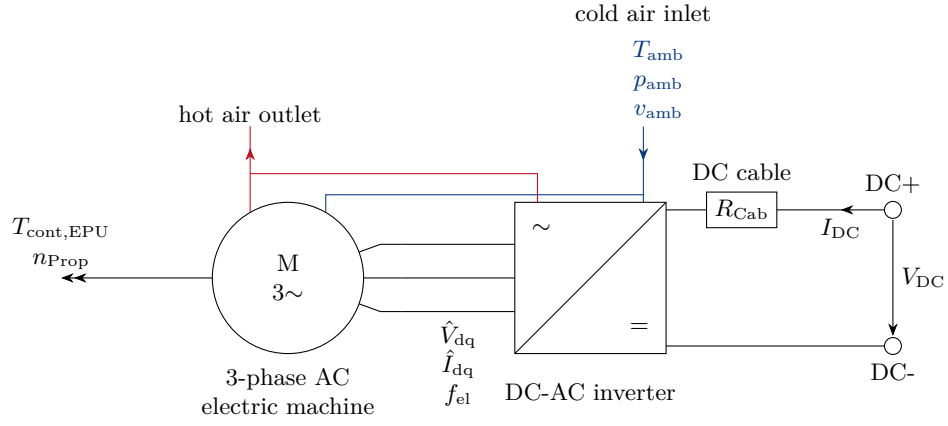 cold air inlet
T_amb
p_amb
v_amb
hot air outlet
DC cable
DC+
R_Cab
I_DC
T_cont,EPU
n_Prop
M
3∼
∼
=
V_DC
V̂_dq
Î_dq
f_el
DC-
3-phase AC
electric machine
DC-AC inverter